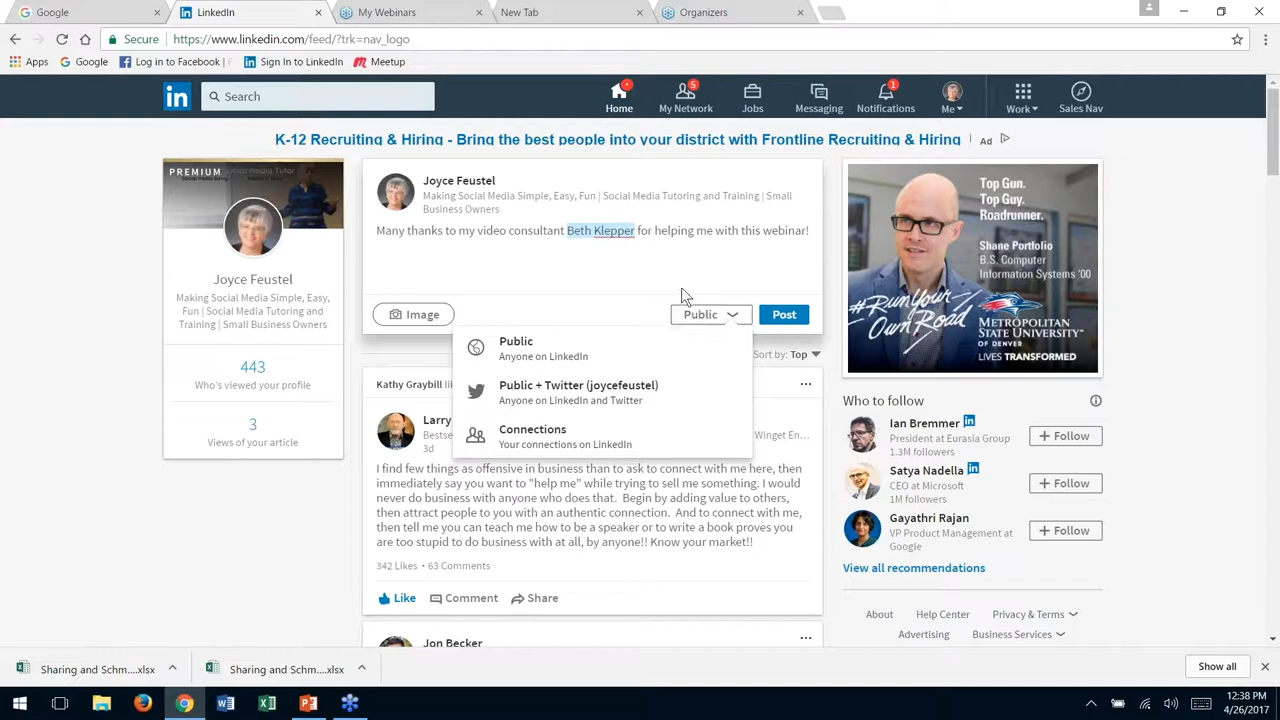 Google
LinkedIn
My Webinars
New Tab
Organizers
Secure
https://www.linkedin.com/feed/?trk=nav_logo
Apps
Google
Log in to Facebook | F
Sign In to LinkedIn
Meetup
in
Search
Home
5
My Network
Jobs
Messaging
1
Notifications
Me
Work
Sales Nav
K-12 Recruiting & Hiring - Bring the best people into your district with Frontline Recruiting & Hiring
Ad
PREMIUM
Joyce Feustel
Making Social Media Simple, Easy,
Fun | Social Media Tutoring and
Training | Small Business Owners
443
Who's viewed your profile
3
Views of your article
Joyce Feustel
Making Social Media Simple, Easy, Fun | Social Media Tutoring and Training | Small
Business Owners
Many thanks to my video consultant Beth Klepper for helping me with this webinar!
Image
Public
Post
Public
Anyone on LinkedIn
Public + Twitter (joycefeustel)
Anyone on LinkedIn and Twitter
Connections
Your connections on LinkedIn
Sort by: Top
Kathy Graybill lik
Larry
Bestse
Winget En...
3d
I find few things as offensive in business than to ask to connect with me here, then
immediately say you want to "help me" while trying to sell me something. I would
never do business with anyone who does that. Begin by adding value to others,
then attract people to you with an authentic connection. And to connect with me,
then tell me you can teach me how to be a speaker or to write a book proves you
are too stupid to do business with at all, by anyone!! Know your market!!
342 Likes • 63 Comments
Like
Comment
Share
Jon Becker
Top Gun.
Top Guy.
Roadrunner.
Shane Portfolio
B.S. Computer
Information Systems '00
#Run Your
Own Road
METROPOLITAN
STATE UNIVERSITY
OF DENVER
LIVES TRANSFORMED
Who to follow
Ian Bremmer
President at Eurasia Group
1.3M followers
+ Follow
Satya Nadella
CEO at Microsoft
1M followers
+ Follow
Gayathri Rajan
VP Product Management at
Google
+ Follow
View all recommendations
About
Help Center
Privacy & Terms
Advertising
Business Services
Sharing and Schm....xlsx
Sharing and Schm....xlsx
Show all
12:38 PM
4/26/2017